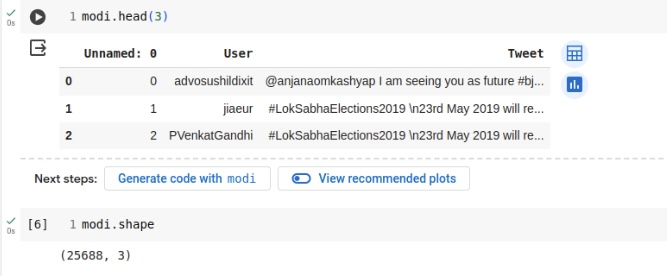 0s 1 modi.head(3)
Unnamed: 0 User Tweet
0 0 advosushildixit @anjanaomkashyap I am seeing you as future #bj...
1 1 jiaeur #LokSabhaElections2019 \n23rd May 2019 will re...
2 2 PVenkatGandhi #LokSabhaElections2019 \n23rd May 2019 will re...
Next steps: Generate code with modi View recommended plots
0s [6] 1 modi.shape
(25688, 3)